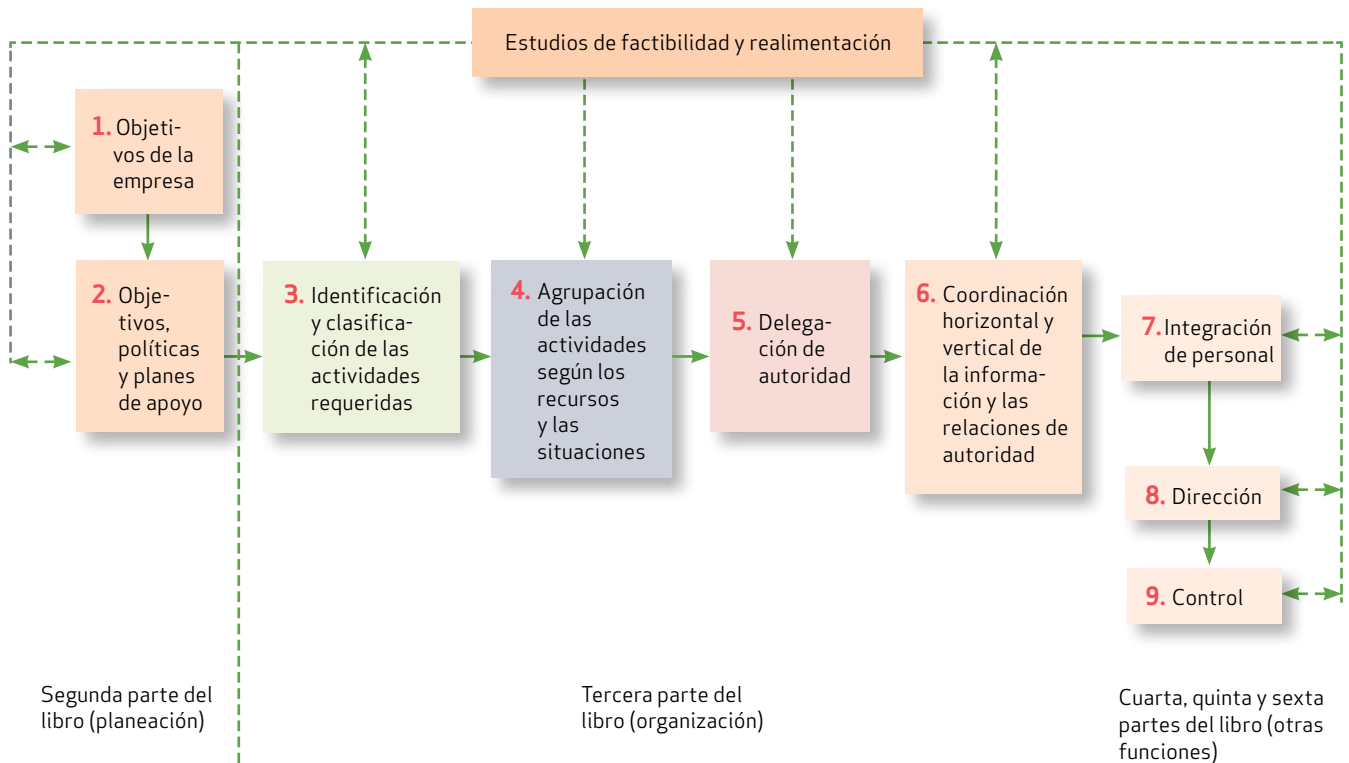 Estudios de factibilidad y realimentación
1. Objeti-
vos de la
empresa
2. Obje-
tivos,
políticas
y planes
de apoyo
3. Identificación
y clasifica-
ción de las
actividades
requeridas
4. Agrupación
de las
actividades
según los
recursos
y las
situaciones
5. Delega-
ción de
autoridad
6. Coordinación
horizontal y
vertical de
la informa-
ción y las
relaciones de
autoridad
7. Integración
de personal
8. Dirección
9. Control
Segunda parte del
libro (planeación)
Tercera parte del
libro (organización)
Cuarta, quinta y sexta
partes del libro (otras
funciones)